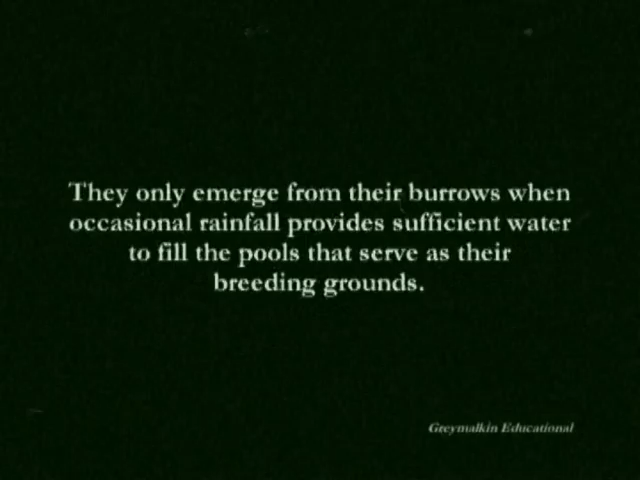 They only emerge from their burrows when
occasional rainfall provides sufficient water
to fill the pools that serve as their
breeding grounds.
Greymalkin Educational